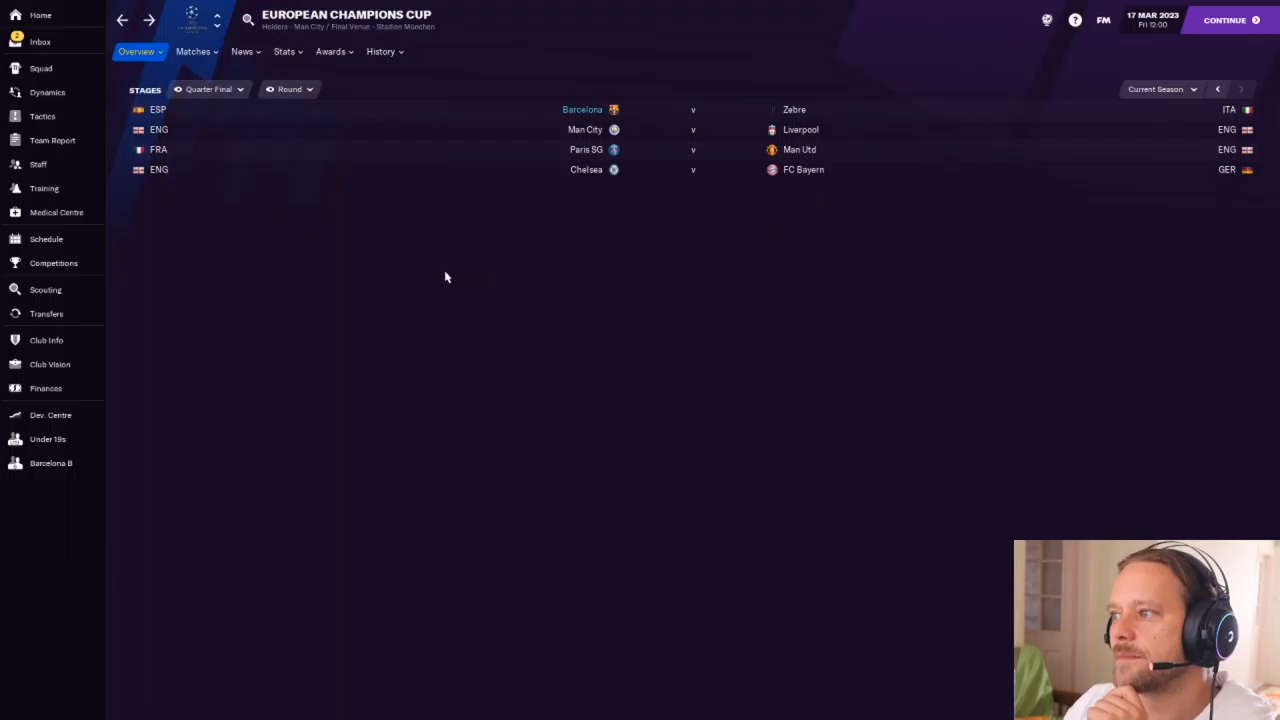 Home
2
Inbox
Squad
Dynamics
Tactics
Team Report
Staff
Training
Medical Centre
Schedule
Competitions
Scouting
Transfers
Club Info
Club Vision
Finances
Dev. Centre
Under 19s
Barcelona B
EUROPEAN CHAMPIONS CUP
Holders - Man City / Final Venue - Stadion München
? FM 17 MAR 2023 CONTINUE
Fri 12:00
Overview Matches News Stats Awards History
STAGES Quarter Final Round Current Season
ESP Barcelona v Zebre ITA
ENG Man City v Liverpool ENG
FRA Paris SG v Man Utd ENG
ENG Chelsea v FC Bayern GER